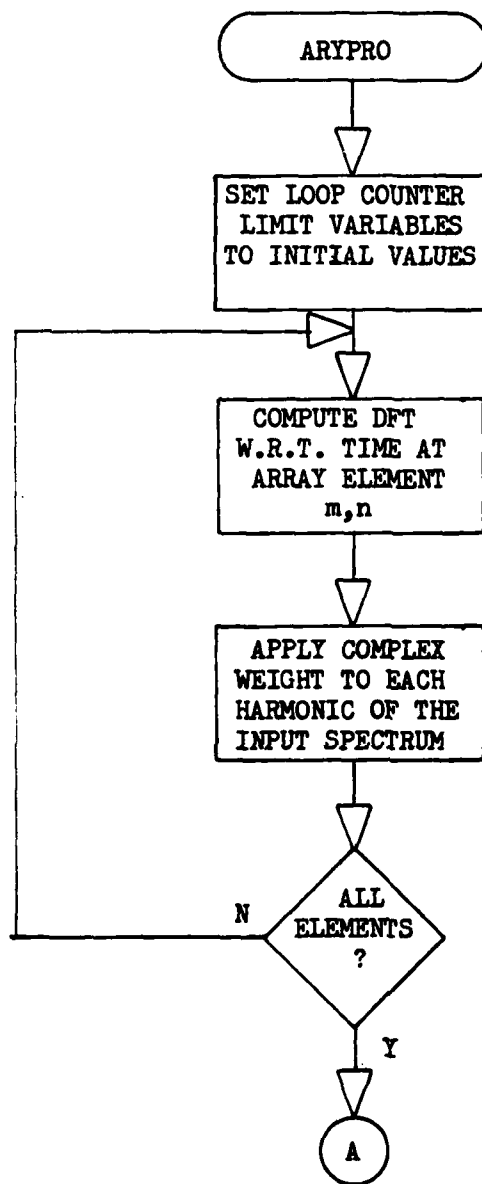 ARYPRO
SET LOOP COUNTER
LIMIT VARIABLES
TO INITIAL VALUES
COMPUTE DFT
W.R.T. TIME AT
ARRAY ELEMENT
m,n
APPLY COMPLEX
WEIGHT TO EACH
HARMONIC OF THE
INPUT SPECTRUM
ALL
ELEMENTS
?
N
Y
A